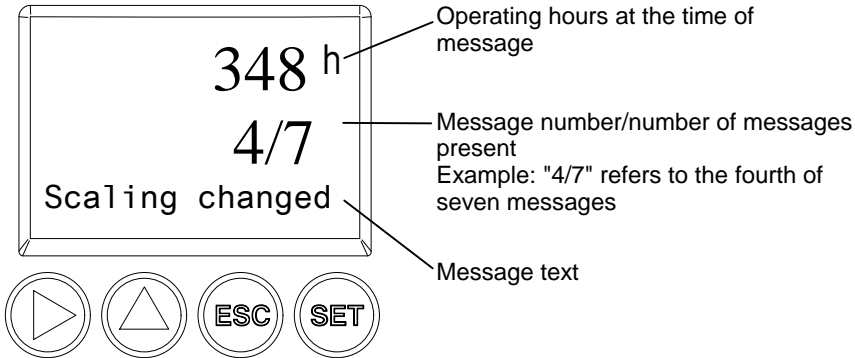 348 h
4/7
Scaling changed
ESC
SET
Operating hours at the time of
message
Message number/number of messages
present
Example: "4/7" refers to the fourth of
seven messages
Message text